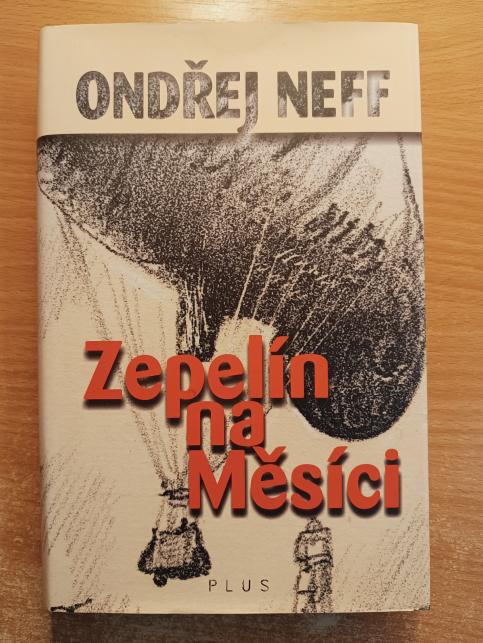 ONDŘEJ NEFF
Zepelín
na
Měsíci
PLUS